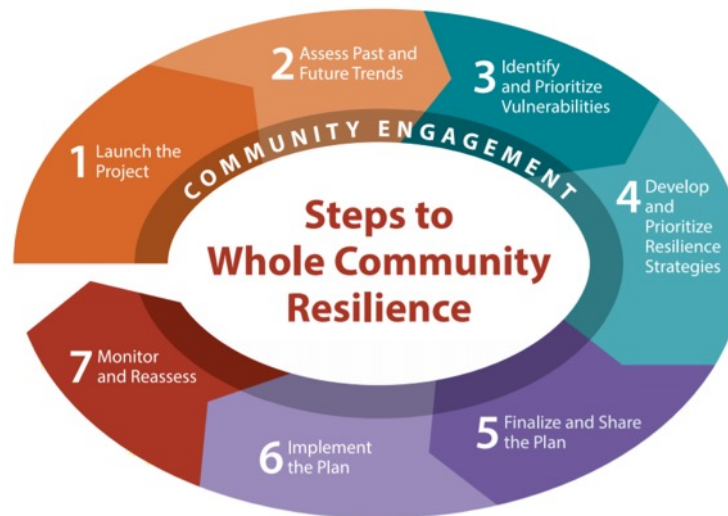 1 Launch the
Project
2 Assess Past and
Future Trends
3 Identify
and Prioritize
Vulnerabilities
4 Develop
and
Prioritize
Resilience
Strategies
5 Finalize and Share
the Plan
6 Implement
the Plan
7 Monitor
and Reassess
COMMUNITY ENGAGEMENT
Steps to
Whole Community
Resilience